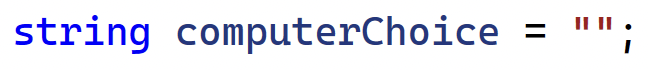 string computerChoice = "";